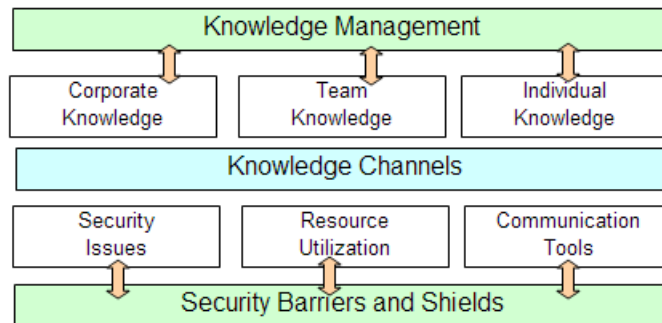 Knowledge Management
Corporate
Knowledge
Team
Knowledge
Individual
Knowledge
Knowledge Channels
Security
Issues
Resource
Utilization
Communication
Tools
Security Barriers and Shields